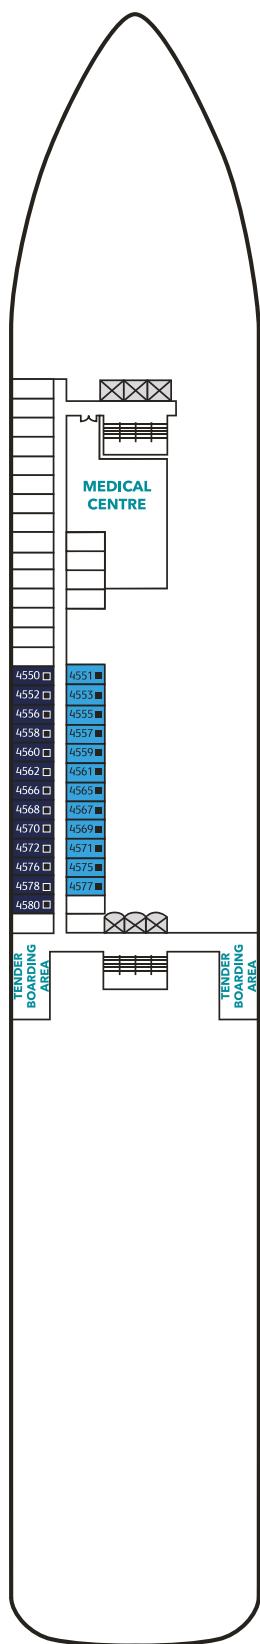 MEDICAL
CENTRE
4550 4551
4552 4553
4556 4555
4558 4557
4560 4559
4562 4561
4566 4565
4568 4567
4570 4569
4572 4571
4576 4575
4578 4577
4580
TENDER
BOARDING
AREA
TENDER
BOARDING
AREA